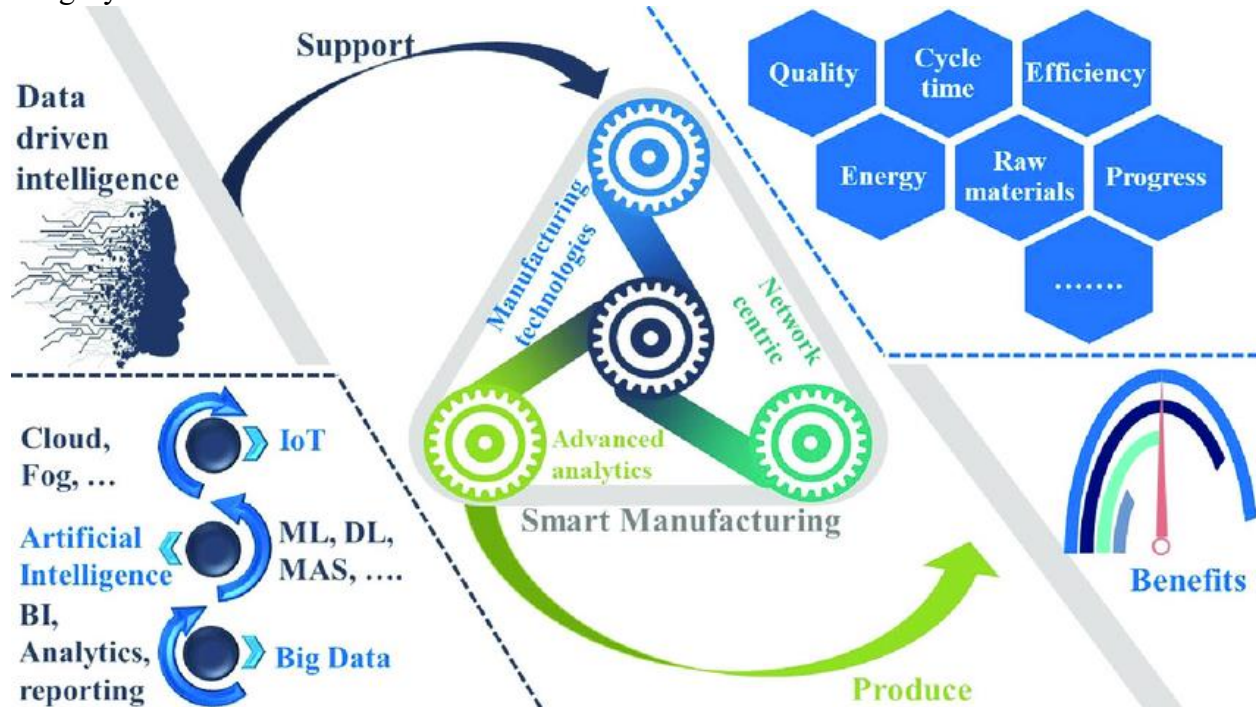 Support
Data
driven
intelligence
Cloud,
Fog, …
IoT
Artificial
Intelligence
ML, DL,
MAS, ….
BI,
Analytics,
reporting
Big Data
Manufacturing
technologies
Network
centric
Advanced
analytics
Smart Manufacturing
Produce
Quality
Cycle
time
Efficiency
Energy
Raw
materials
Progress
.......
Benefits